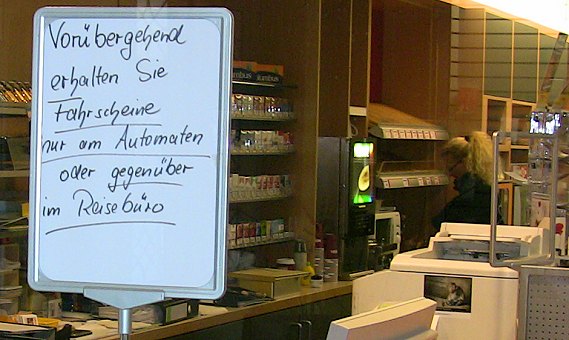 Vorübergehend
erhalten Sie
Fahrscheine
nur am Automaten
oder gegenüber
im Reisebüro